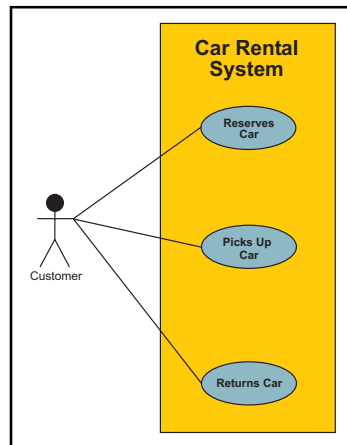 Car Rental
System
Reserves
Car
Picks Up
Car
Customer
Returns Car